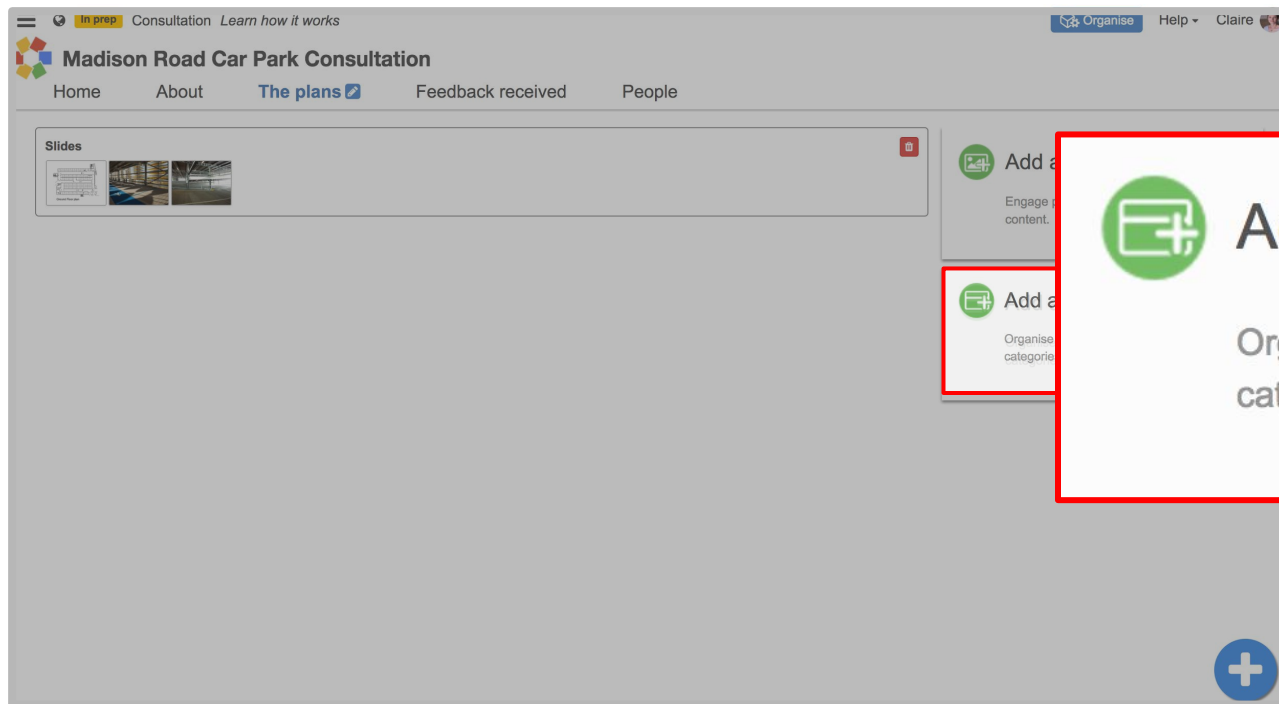 In prep Consultation Learn how it works
Organise Help Claire
Madison Road Car Park Consultation
Home About The plans Feedback received People
Slides
Add a
Engage
content.
Add a
Organise
categorie
A
Or
cat